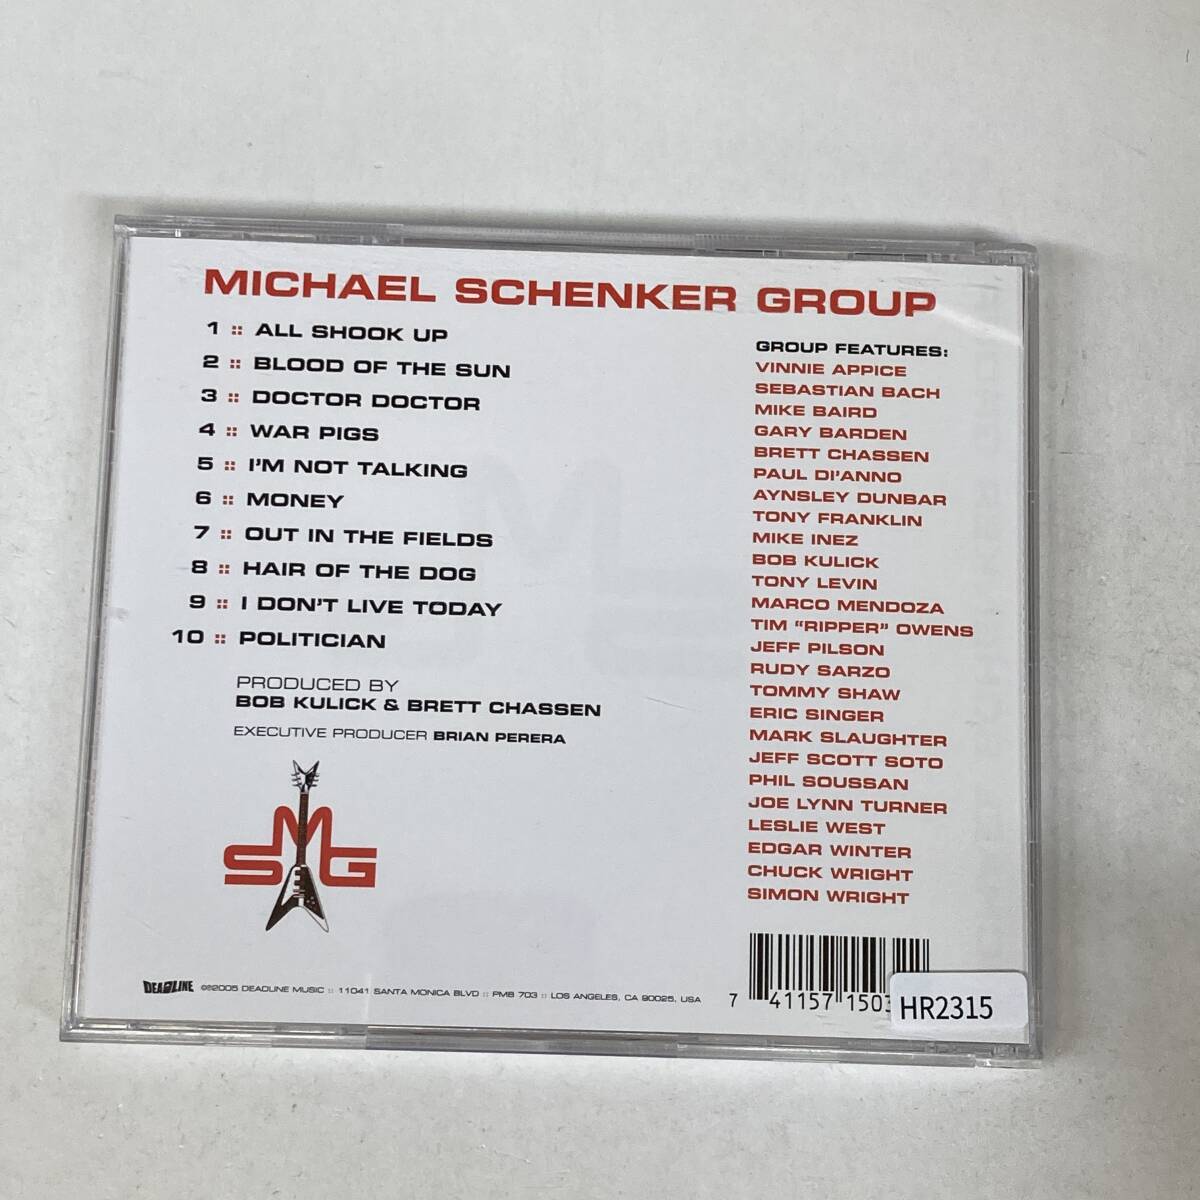 MICHAEL SCHENKER GROUP
1 :: ALL SHOOK UP
2 :: BLOOD OF THE SUN
3 :: DOCTOR DOCTOR
4 :: WAR PIGS
5 :: I'M NOT TALKING
6 :: MONEY
7 :: OUT IN THE FIELDS
8 :: HAIR OF THE DOG
9 :: I DON'T LIVE TODAY
10 :: POLITICIAN
PRODUCED BY
BOB KULICK & BRETT CHASSEN
EXECUTIVE PRODUCER BRIAN PERERA
MSG
GROUP FEATURES:
VINNIE APPICE
SEBASTIAN BACH
MIKE BAIRD
GARY BARDEN
BRETT CHASSEN
PAUL DI'ANNO
AYNSLEY DUNBAR
TONY FRANKLIN
MIKE INEZ
BOB KULICK
TONY LEVIN
MARCO MENDOZA
TIM "RIPPER" OWENS
JEFF PILSON
RUDY SARZO
TOMMY SHAW
ERIC SINGER
MARK SLAUGHTER
JEFF SCOTT SOTO
PHIL SOUSSAN
JOE LYNN TURNER
LESLIE WEST
EDGAR WINTER
CHUCK WRIGHT
SIMON WRIGHT
DEADLINE ©℗2005 DEADLINE MUSIC :: 11041 SANTA MONICA BLVD :: PMB 703 :: LOS ANGELES, CA 90025, USA
7 41157 150
HR2315